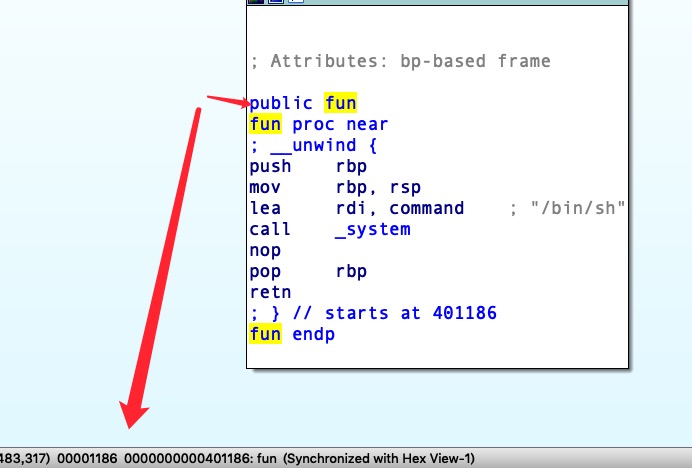 ; Attributes: bp-based frame
public fun
fun proc near
; __unwind {
push    rbp
mov     rbp, rsp
lea     rdi, command    ; "/bin/sh"
call    _system
nop
pop     rbp
retn
; } // starts at 401186
fun endp
483,317)  00001186  0000000000401186: fun  (Synchronized with Hex View-1)